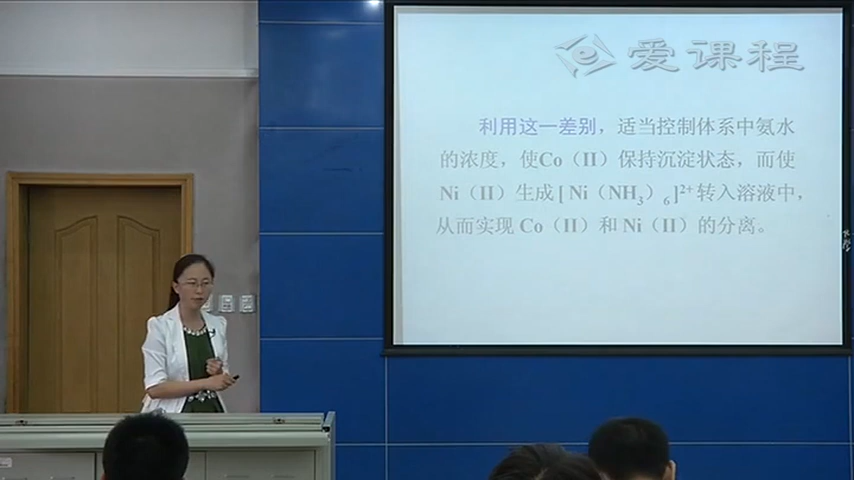 爱课程
利用这一差别，适当控制体系中氨水
的浓度，使Co（II）保持沉淀状态，而使
Ni（II）生成[ Ni（NH₃）₆]²⁺转入溶液中，
从而实现 Co（II）和Ni（II）的分离。